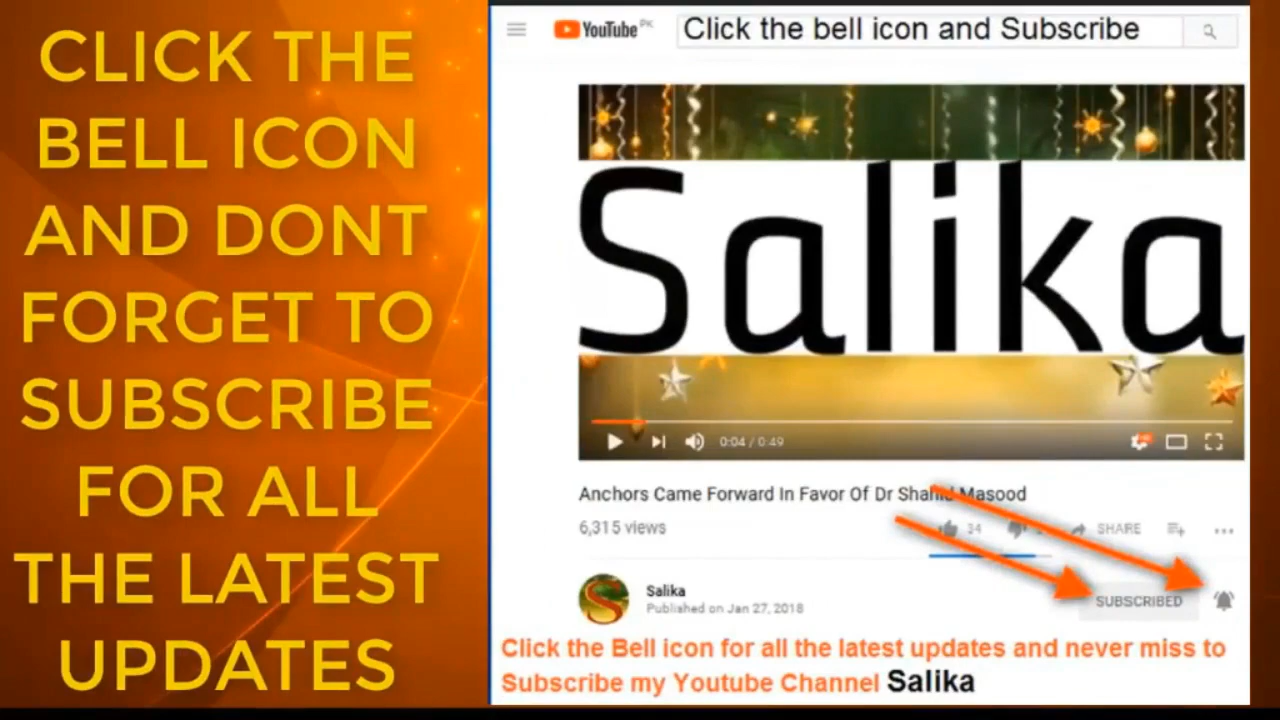 CLICK THE
BELL ICON
AND DONT
FORGET TO
SUBSCRIBE
FOR ALL
THE LATEST
UPDATES
YouTube PK
Click the bell icon and Subscribe
Salika
0:04 / 0:49
Anchors Came Forward In Favor Of Dr Shahid Masood
6,315 views
34
SHARE
Salika
Published on Jan 27, 2018
SUBSCRIBED
Click the Bell icon for all the latest updates and never miss to
Subscribe my Youtube Channel Salika